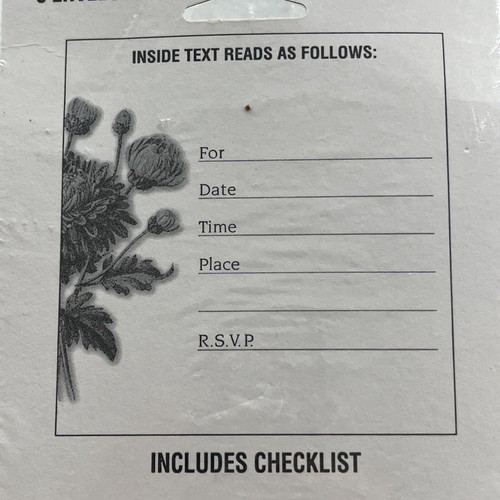 INSIDE TEXT READS AS FOLLOWS:
For
Date
Time
Place
R.S.V.P.
INCLUDES CHECKLIST